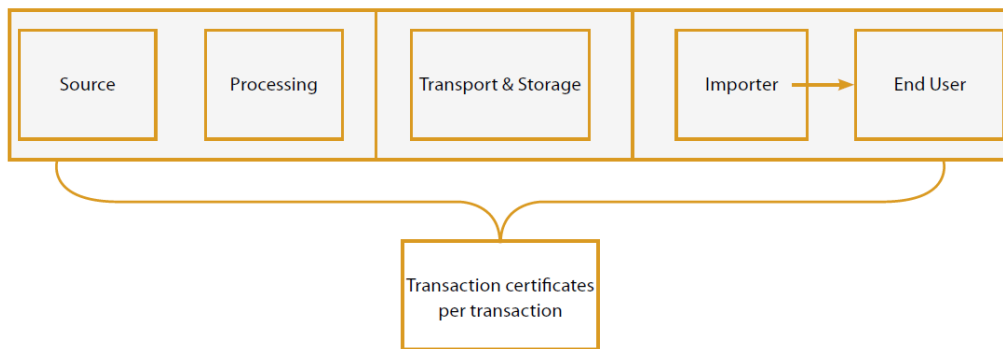 Source
Processing
Transport & Storage
Importer
End User
Transaction certificates
per transaction